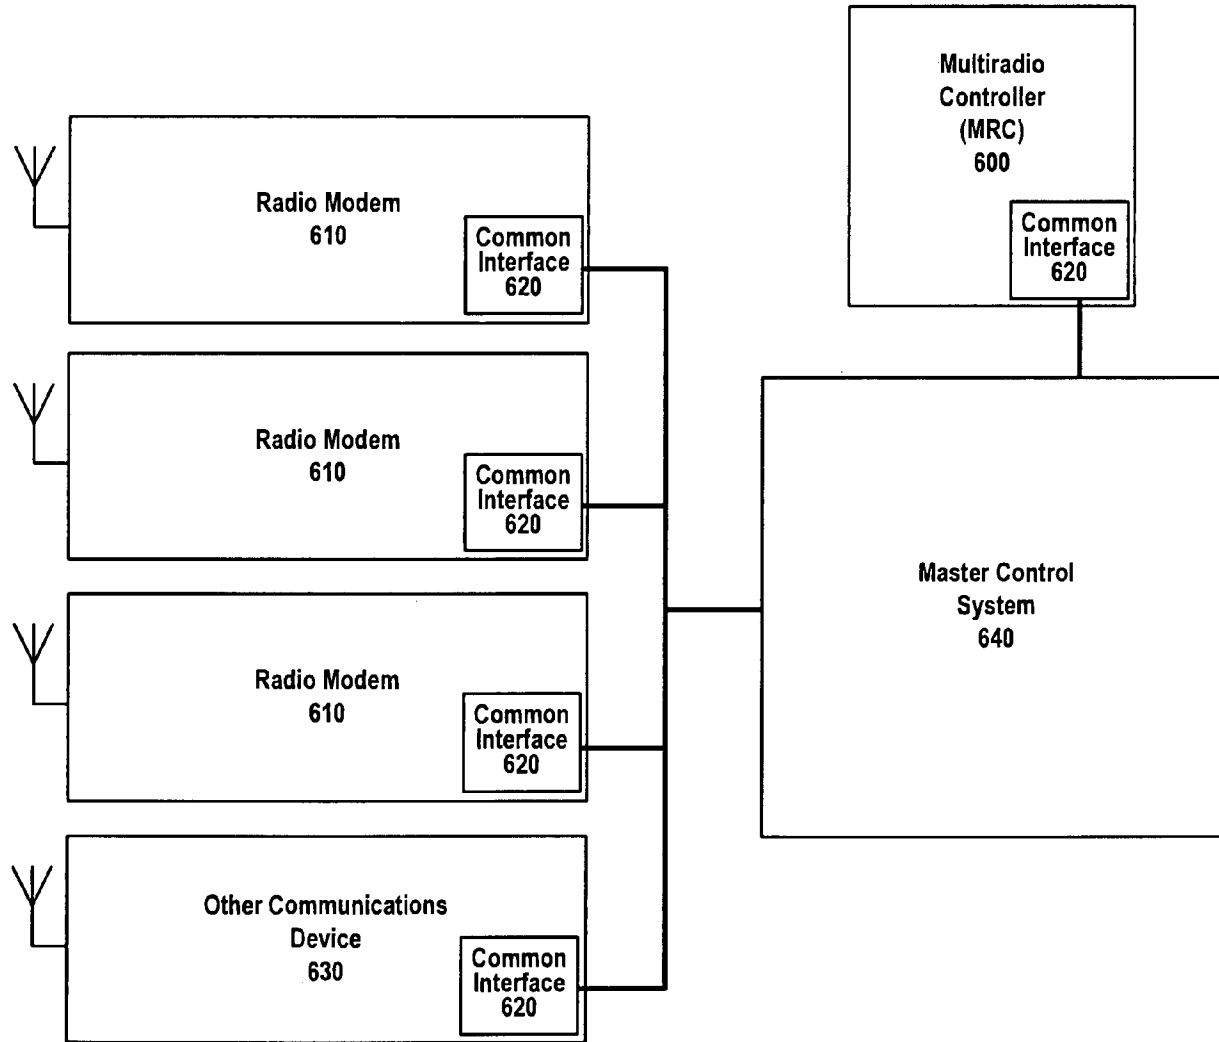 Multiradio
Controller
(MRC)
600
Common
Interface
620
Radio Modem
610
Common
Interface
620
Radio Modem
610
Common
Interface
620
Radio Modem
610
Common
Interface
620
Other Communications
Device
630
Common
Interface
620
Master Control
System
640